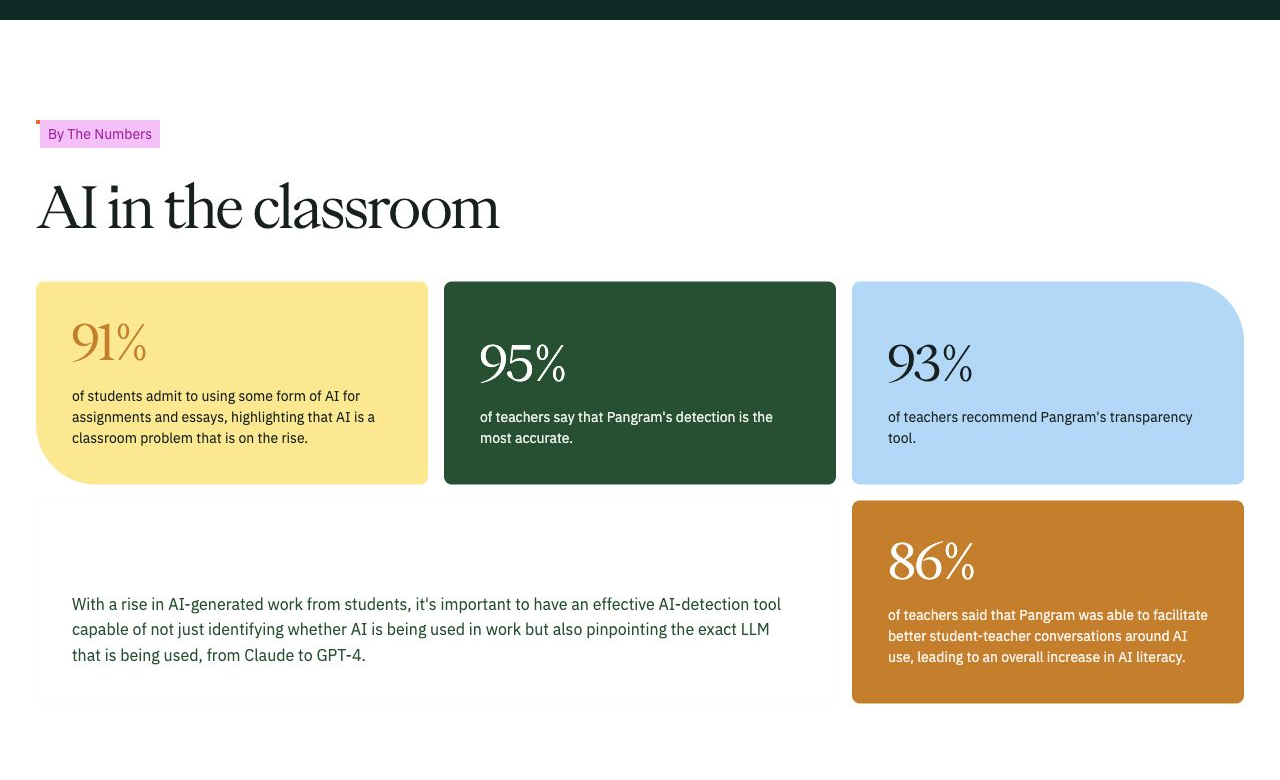 By The Numbers
AI in the classroom
91%
of students admit to using some form of AI for
assignments and essays, highlighting that AI is a
classroom problem that is on the rise.
95%
of teachers say that Pangram's detection is the
most accurate.
93%
of teachers recommend Pangram's transparency
tool.
With a rise in AI-generated work from students, it's important to have an effective AI-detection tool
capable of not just identifying whether AI is being used in work but also pinpointing the exact LLM
that is being used, from Claude to GPT-4.
86%
of teachers said that Pangram was able to facilitate
better student-teacher conversations around AI
use, leading to an overall increase in AI literacy.